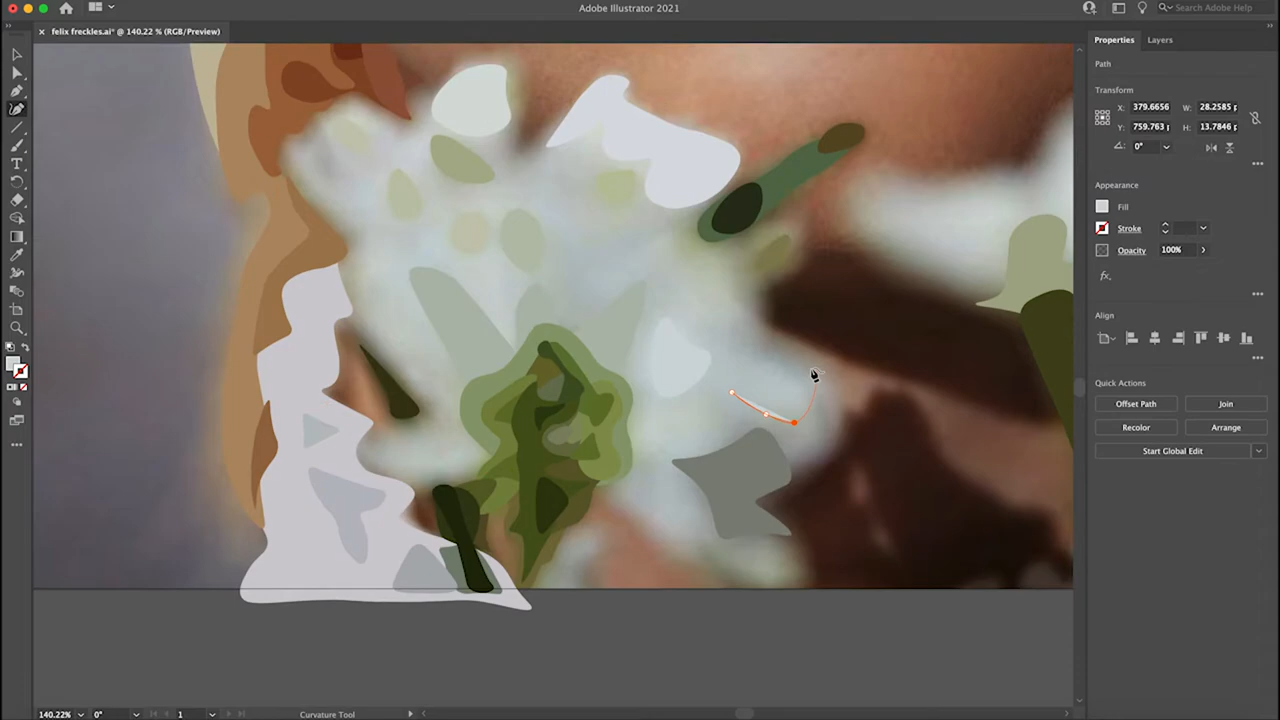 Adobe Illustrator 2021
Search Adobe Help
felix freckles.ai* @ 140.22 % (RGB/Preview)
Properties
Layers
Path
Transform
X: 379.6656
W: 28.2585 p
Y: 759.763 p
H: 13.7846 p
0°
Appearance
Fill
Stroke
Opacity
100%
fx.
Align
Quick Actions
Offset Path
Join
Recolor
Arrange
Start Global Edit
140.22%
0°
1
Curvature Tool